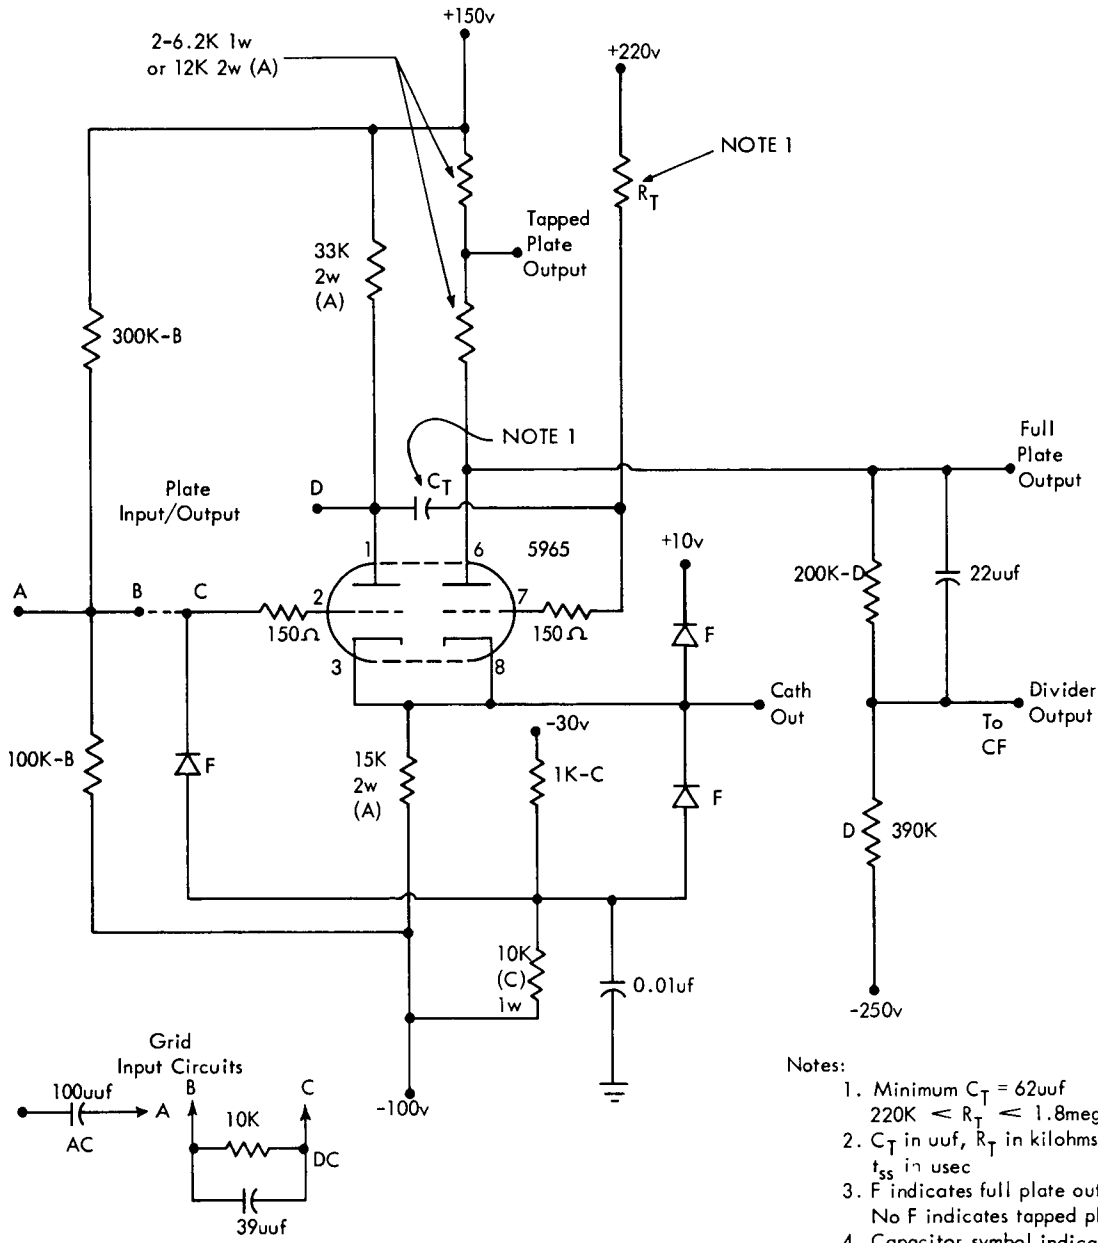 +150v
2-6.2K 1w
or 12K 2w (A)
+220v
NOTE 1
R_T
Tapped
Plate
Output
33K
2w
(A)
300K-B
NOTE 1
C_T
Full
Plate
Output
Plate
Input/Output
D
1
6
5965
+10v
200K-D
22uuf
A
B
C
2
7
150Ω
150Ω
F
3
8
Cath
Out
Divider
Output
To
CF
-30v
100K-B
F
15K
2w
(A)
1K-C
F
D
390K
10K
(C)
1w
0.01uf
-250v
-100v
Grid
Input Circuits
100uuf
A
AC
B
C
10K
DC
39uuf
Notes:
1. Minimum C_T = 62uuf
220K < R_T < 1.8meg
2. C_T in uuf, R_T in kilohms
t_ss in usec
3. F indicates full plate out
No F indicates tapped pl